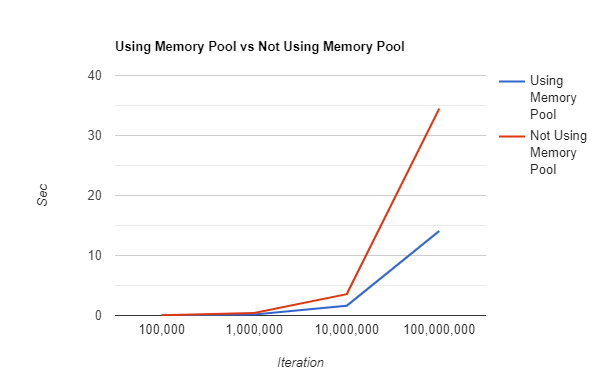 Using Memory Pool vs Not Using Memory Pool
40
30
20
10
0
Sec
100,000
1,000,000
10,0000,000
100,000,000
Iteration
Using
Memory
Pool
Not Using
Memory
Pool